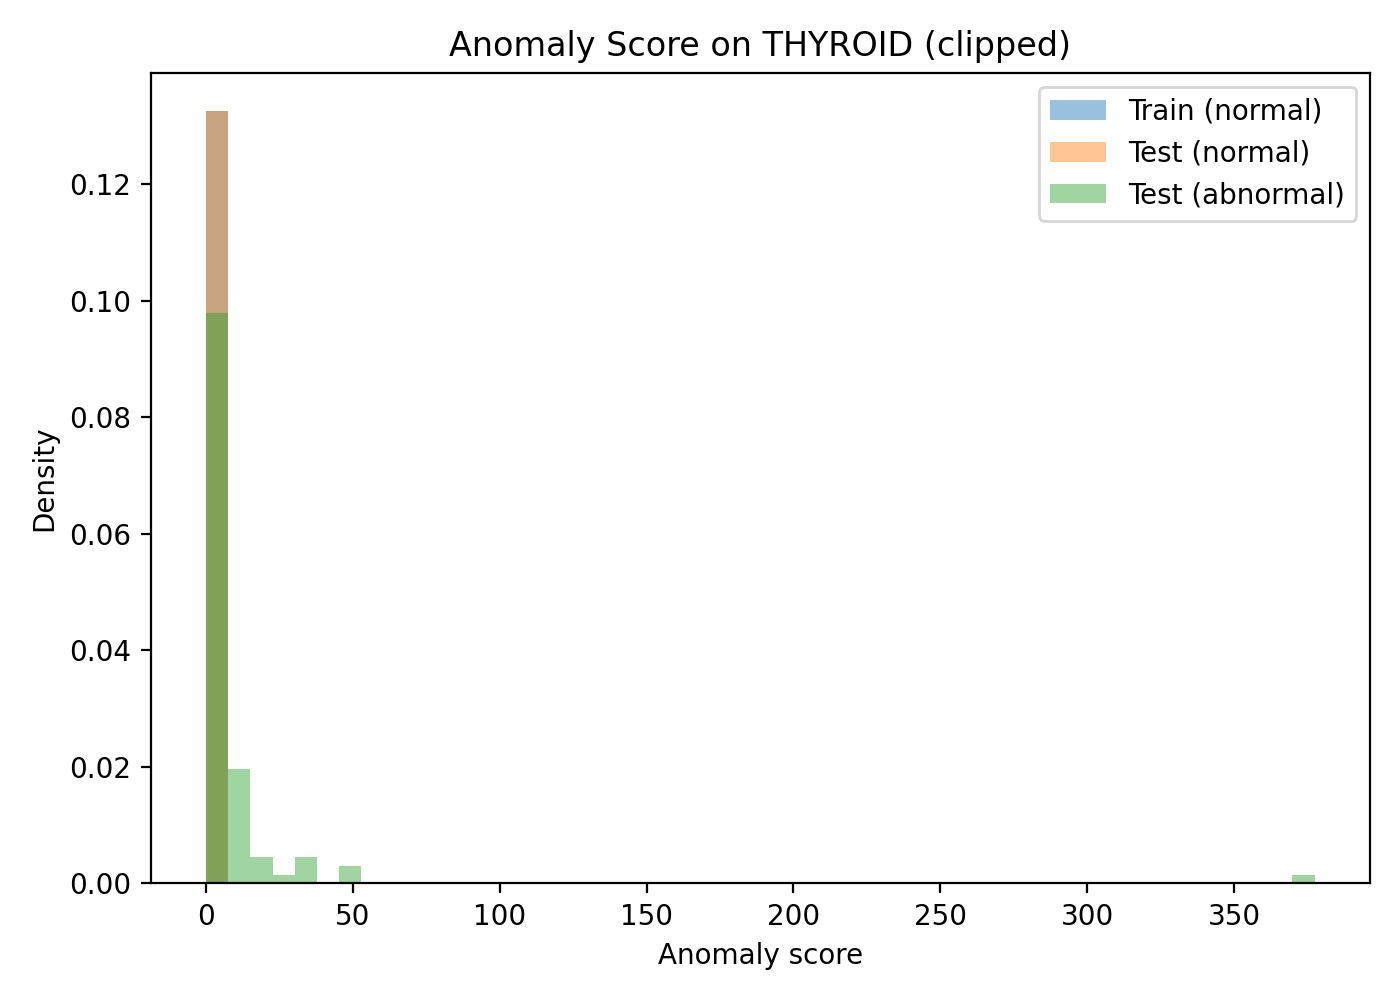 Anomaly Score on THYROID (clipped)
Train (normal)
Test (normal)
Test (abnormal)
Density
0.12
0.10
0.08
0.06
0.04
0.02
0.00
0 50 100 150 200 250 300 350
Anomaly score